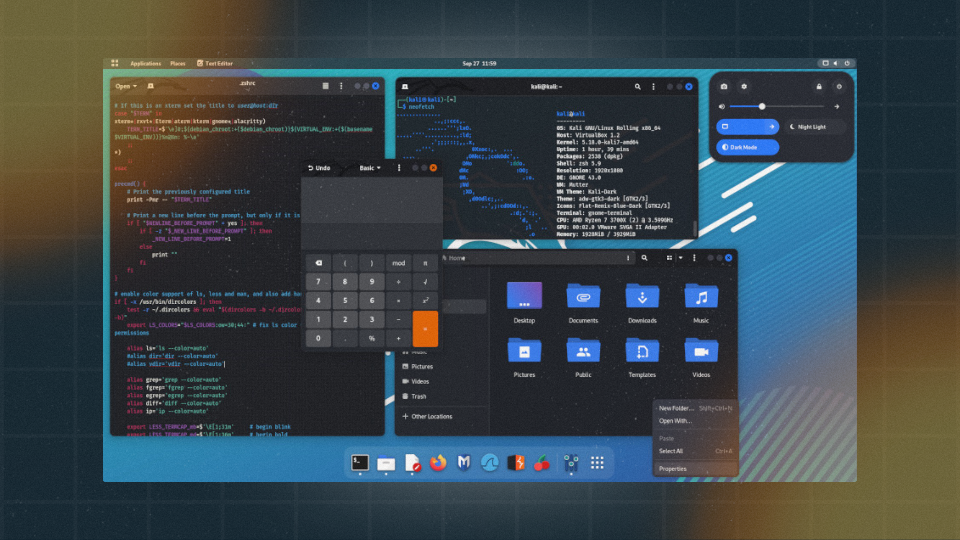 Applications Places Text Editor
Sep 27 11:59
Open
.zshrc
# If this is an xterm set the title to user@host:dir
case "$TERM" in
xterm*|rxvt*|Eterm|aterm|kterm|gnome*|alacritty)
;;
*)
;;
esac
precmd() {
# Print the previously configured title
print -Pnr -- "$TERM_TITLE"
# Print a new line before the prompt, but only if it is
if [ "$NEWLINE_BEFORE_PROMPT" = yes ]; then
if [ -z "$_NEW_LINE_BEFORE_PROMPT" ]; then
_NEW_LINE_BEFORE_PROMPT=1
else
print ""
fi
fi
}
# enable color support of ls, less and man, and also add
if [ -x /usr/bin/dircolors ]; then
test -r ~/.dircolors && eval "$(dircolors -b ~/.dircolors
export LS_COLORS="$LS_COLORS:ow=30;44:" # fix ls color
permissions
alias ls='ls --color=auto'
#alias dir='dir --color=auto'
#alias vdir='vdir --color=auto'
alias grep='grep --color=auto'
alias fgrep='fgrep --color=auto'
alias egrep='egrep --color=auto'
alias diff='diff --color=auto'
alias ip='ip --color=auto'
export LESS_TERMCAP_mb=$'\E[1;31m' # begin blink
export LESS_TERMCAP_md=$'\E[1;36m' # begin bold
kali@kali:~
(kali@kali)-[~]
$ neofetch
kali@kali
---------
OS: Kali GNU/Linux Rolling x86_64
Host: VirtualBox 1.2
Kernel: 5.18.0-kali7-amd64
Uptime: 1 hour, 39 mins
Packages: 2538 (dpkg)
Shell: zsh 5.9
Resolution: 1920x1080
DE: GNOME 43.0
WM: Mutter
WM Theme: Kali-Dark
Theme: adw-gtk3-dark [GTK2/3]
Icons: Flat-Remix-Blue-Dark [GTK2/3]
Terminal: gnome-terminal
CPU: AMD Ryzen 7 3700X (2) @ 3.599GHz
GPU: 00:02.0 VMware SVGA II Adapter
Memory: 1928MiB / 3929MiB
Night Light
Dark Mode
Undo
Basic
( ) mod π
7 8 9 ÷ √
4 5 6 × x²
1 2 3 − =
0 . % +
Home
Desktop
Documents
Downloads
Music
Pictures
Public
Templates
Videos
Music
Pictures
Videos
Trash
+ Other Locations
New Folder... Shift+Ctrl+N
Open With...
Paste
Select All Ctrl+A
Properties